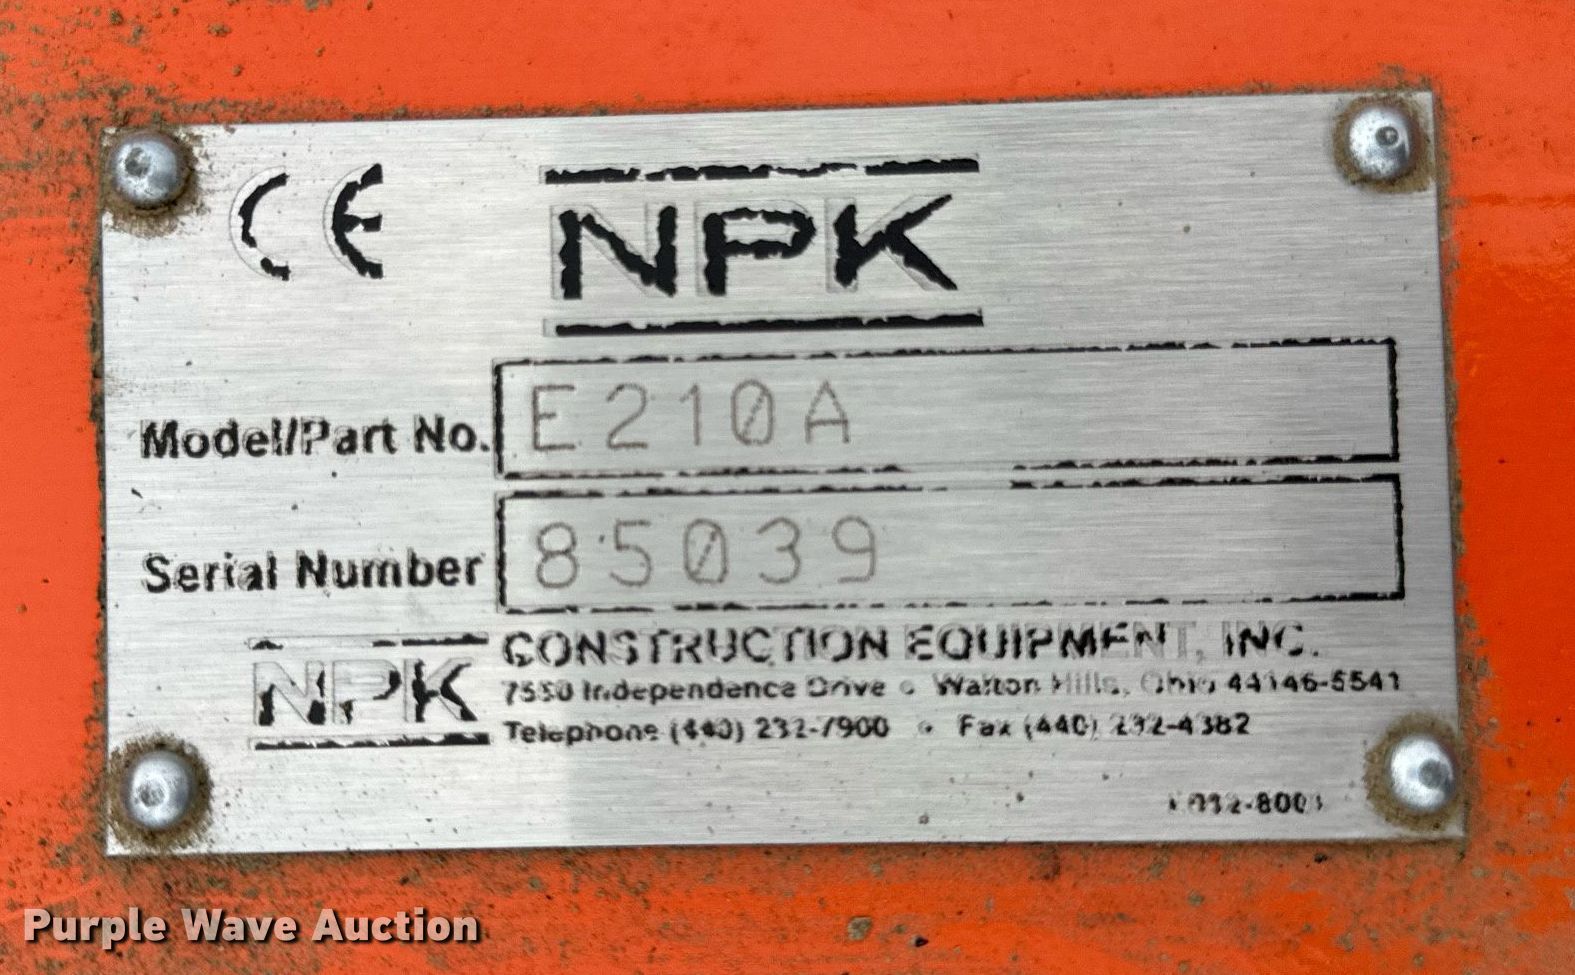 CE
NPK
Model/Part No. E210A
Serial Number 85039
NPK CONSTRUCTION EQUIPMENT, INC.
7550 Independence Drive • Walton Hills, Ohio 44146-5541
Telephone (440) 232-7900 • Fax (440) 232-4382
Purple Wave Auction